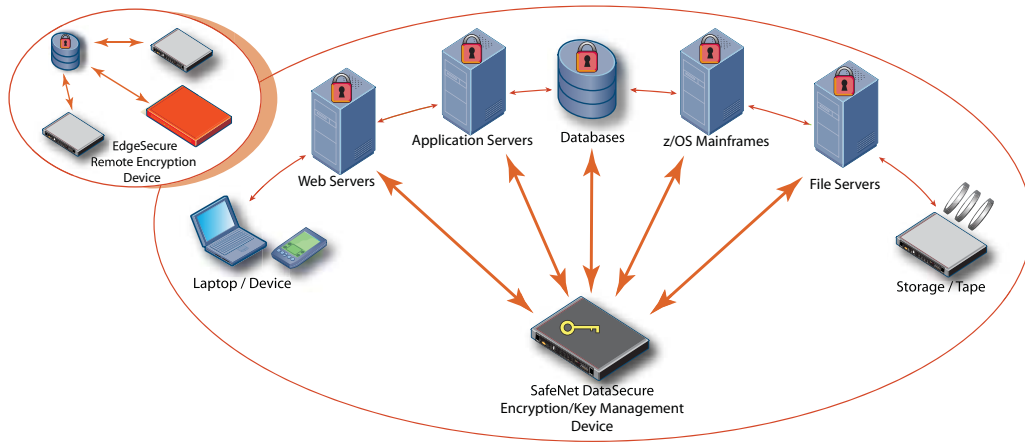 EdgeSecure
Remote Encryption
Device
Web Servers
Application Servers
Databases
z/OS Mainframes
File Servers
Laptop / Device
Storage / Tape
SafeNet DataSecure
Encryption/Key Management
Device